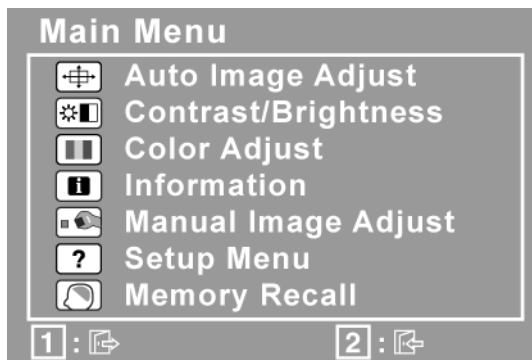 Main Menu
Auto Image Adjust
Contrast/Brightness
Color Adjust
i Information
Manual Image Adjust
? Setup Menu
Memory Recall
1 : 2 :